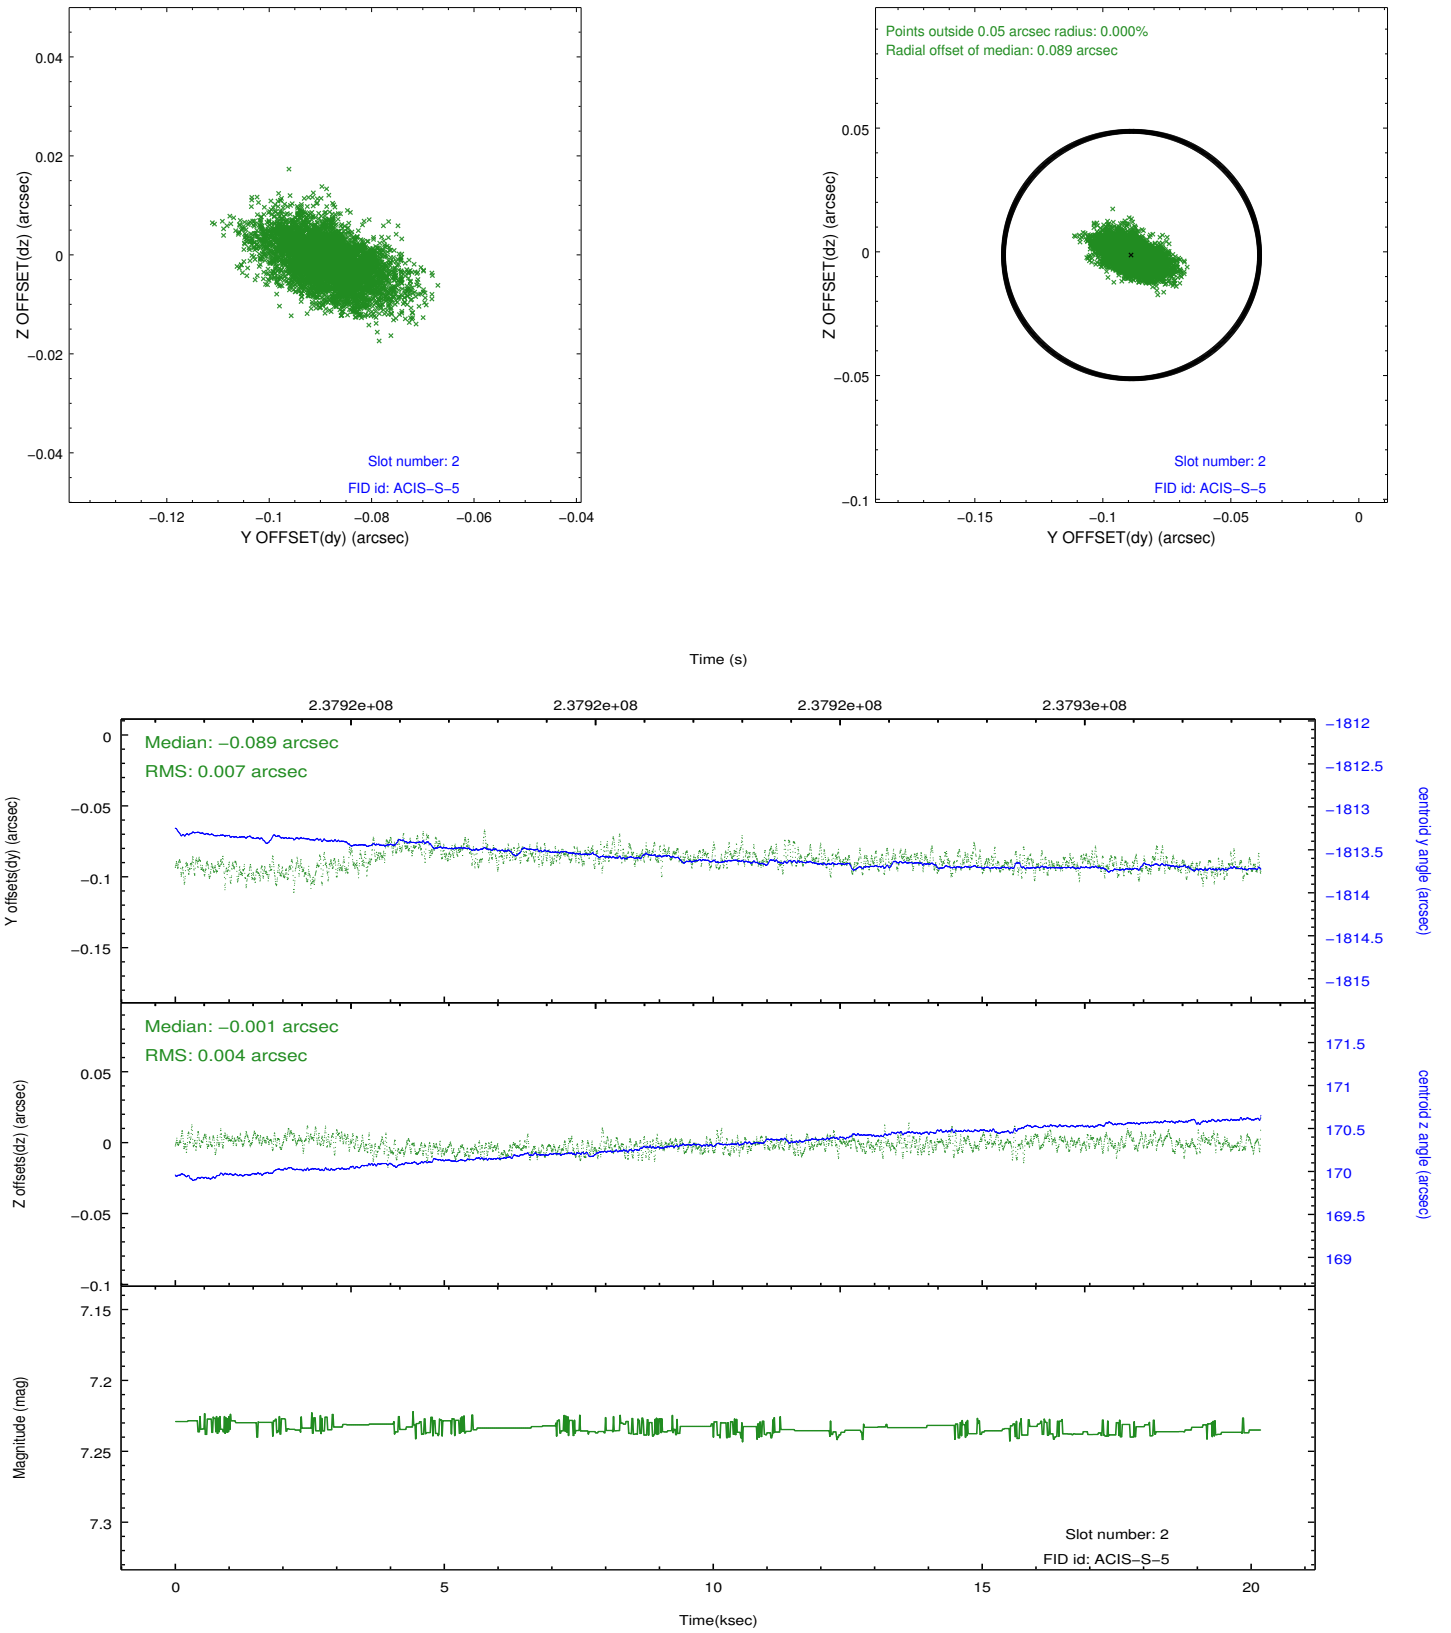 0.04
0.02
0
−0.02
−0.04
Z OFFSET(dz) (arcsec)
Slot number: 2
FID id: ACIS−S−5
−0.12
−0.1
−0.08
−0.06
−0.04
Y OFFSET(dy) (arcsec)
Points outside 0.05 arcsec radius: 0.000%
Radial offset of median: 0.089 arcsec
0.05
0
−0.05
−0.1
Z OFFSET(dz) (arcsec)
Slot number: 2
FID id: ACIS−S−5
−0.15
−0.1
−0.05
0
Y OFFSET(dy) (arcsec)
Time (s)
2.3792e+08
2.3792e+08
2.3792e+08
2.3793e+08
Median: −0.089 arcsec
RMS: 0.007 arcsec
0
−0.05
−0.1
−0.15
Y offsets(dy) (arcsec)
−1812
−1812.5
−1813
−1813.5
−1814
−1814.5
−1815
centroid y angle (arcsec)
Median: −0.001 arcsec
RMS: 0.004 arcsec
0.05
0
−0.05
−0.1
Z offsets(dz) (arcsec)
171.5
171
170.5
170
169.5
169
centroid z angle (arcsec)
7.15
7.2
7.25
7.3
Magnitude (mag)
Slot number: 2
FID id: ACIS−S−5
0
5
10
15
20
Time(ksec)